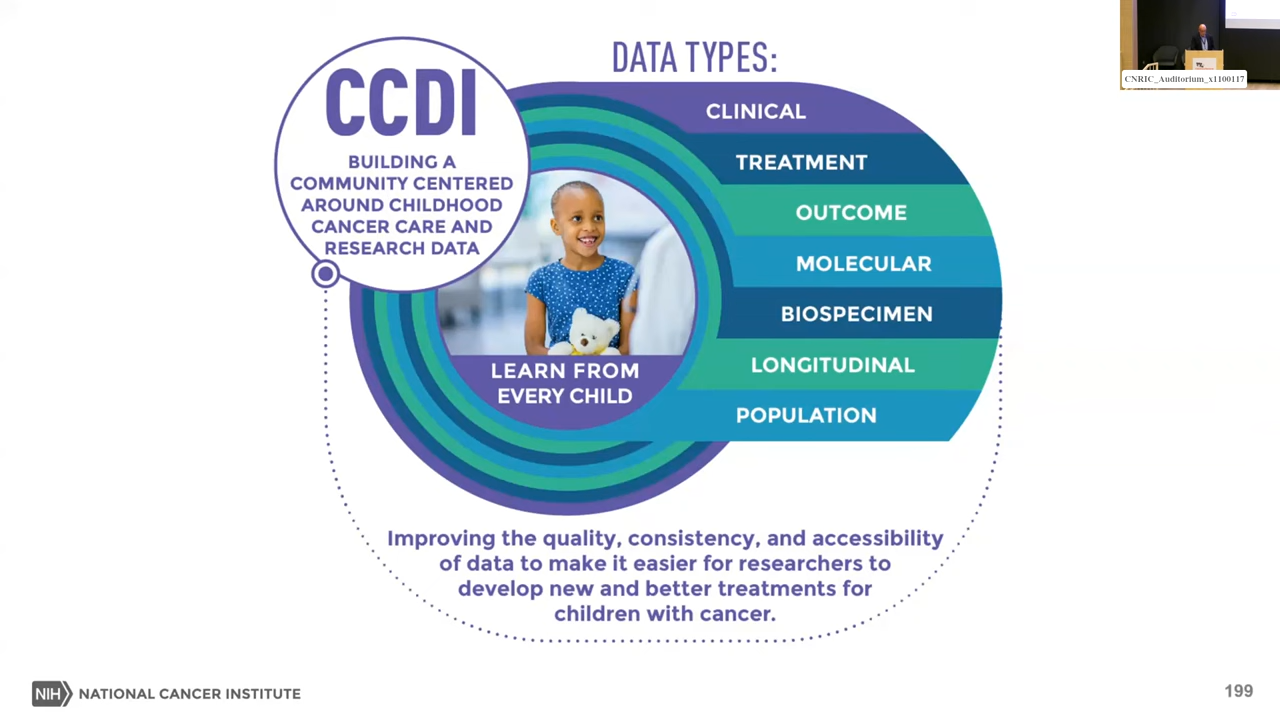 CCDI
BUILDING A
COMMUNITY CENTERED
AROUND CHILDHOOD
CANCER CARE AND
RESEARCH DATA
DATA TYPES:
CLINICAL
TREATMENT
OUTCOME
MOLECULAR
BIOSPECIMEN
LONGITUDINAL
POPULATION
LEARN FROM
EVERY CHILD
Improving the quality, consistency, and accessibility
of data to make it easier for researchers to
develop new and better treatments for
children with cancer.
NIH NATIONAL CANCER INSTITUTE
199
CNRIC_Auditorium_x1100117